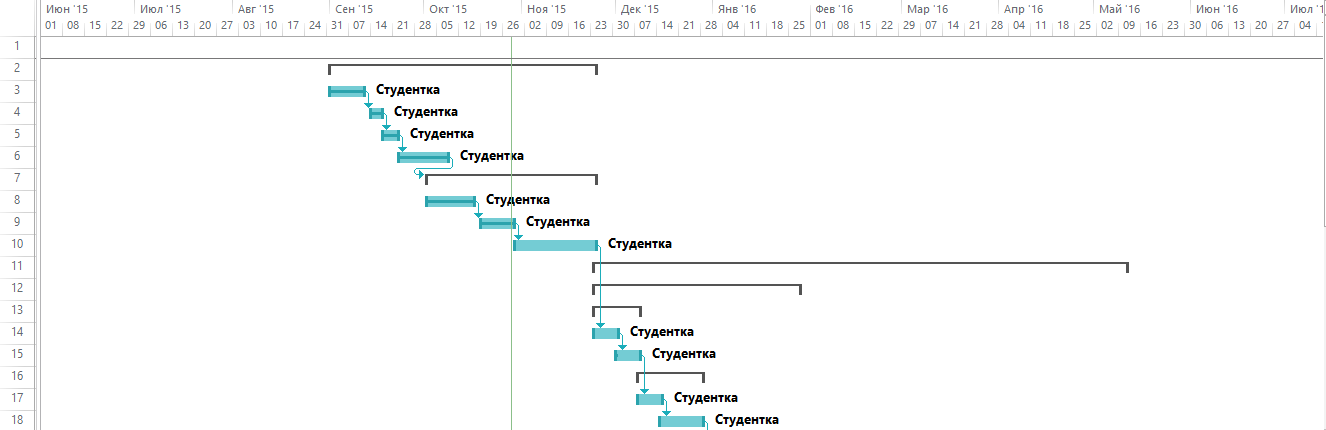 Июн '15 Июл '15 Авг '15 Сен '15 Окт '15 Ноя '15 Дек '15 Янв '16 Фев '16 Мар '16 Апр '16 Май '16 Июн '16 Июл '1
01 08 15 22 29 06 13 20 27 03 10 17 24 31 07 14 21 28 05 12 19 26 02 09 16 23 30 07 14 21 28 04 11 18 25 01 08 15 22 29 07 14 21 28 04 11 18 25 02 09 16 23 30 06 13 20 27 04
1
2
3 Студентка
4 Студентка
5 Студентка
6 Студентка
7
8 Студентка
9 Студентка
10 Студентка
11
12
13
14 Студентка
15 Студентка
16
17 Студентка
18 Студентка